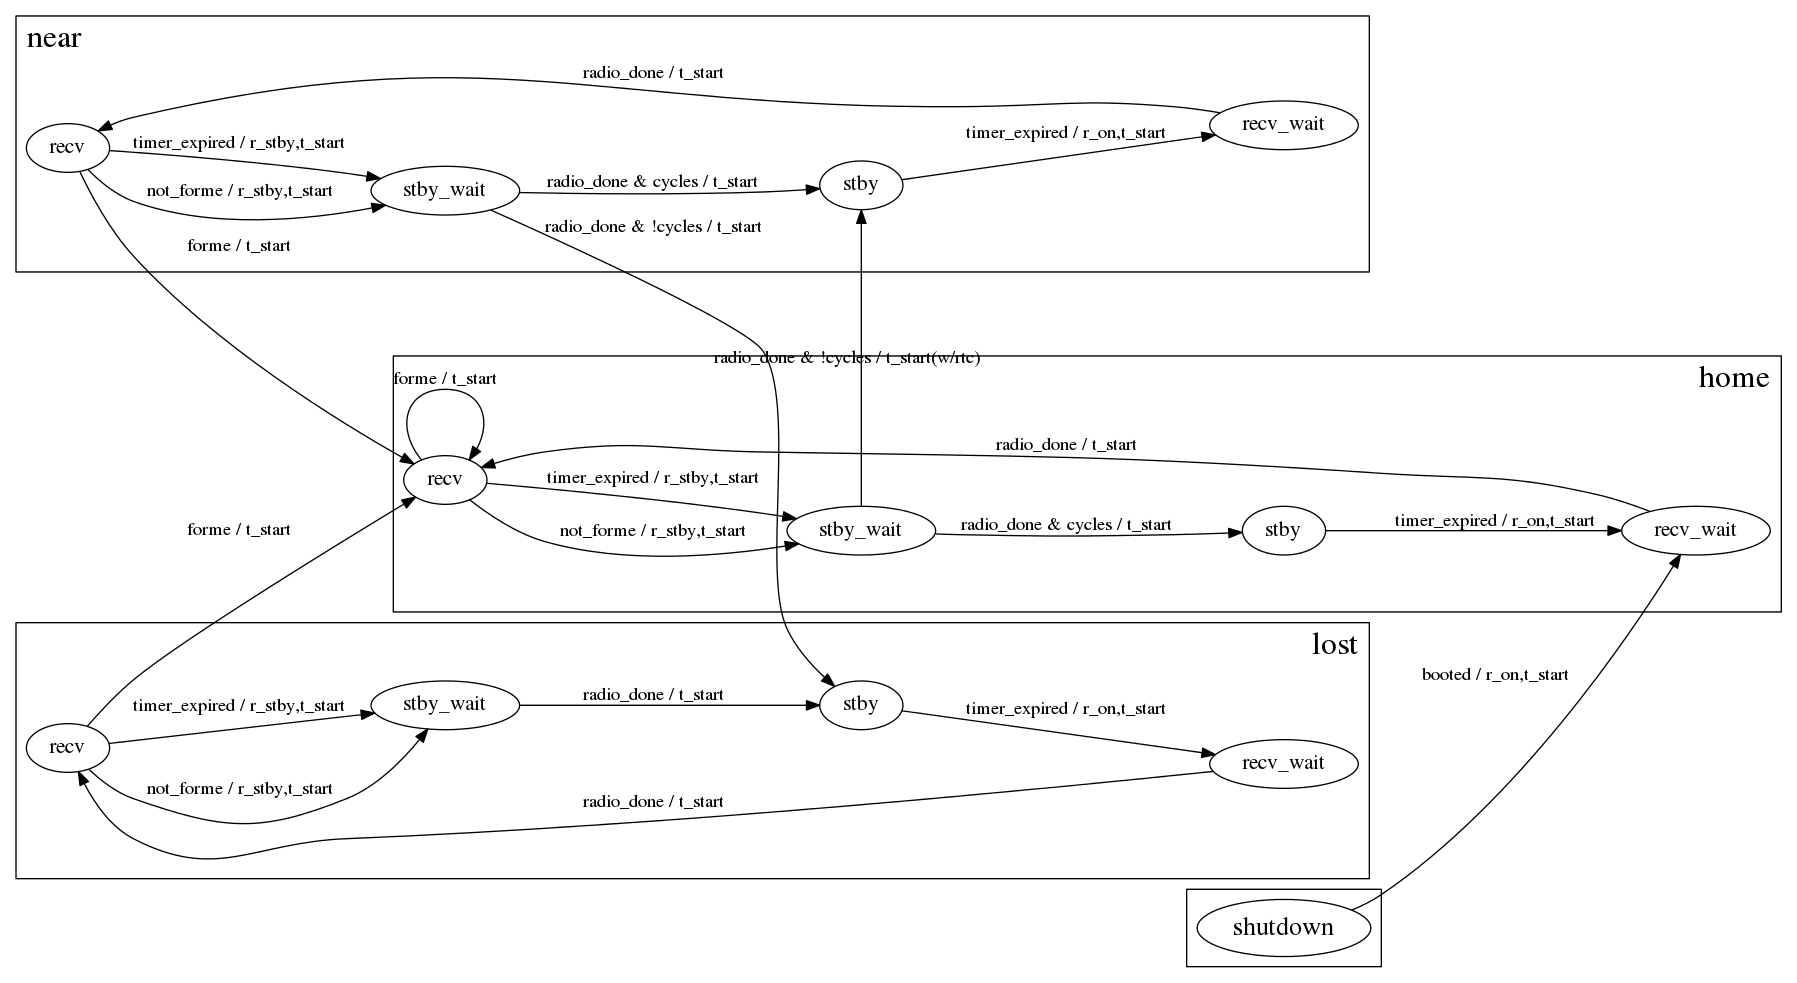 near
radio_done / t_start
recv_wait
timer_expired / r_on,t_start
recv
timer_expired / r_stby,t_start
not_forme / r_stby,t_start
stby_wait
radio_done & cycles / t_start
stby
radio_done & !cycles / t_start
forme / t_start
radio_done & !cycles / t_start(w/rtc)
home
forme / t_start
radio_done / t_start
recv
timer_expired / r_stby,t_start
not_forme / r_stby,t_start
stby_wait
radio_done & cycles / t_start
stby
timer_expired / r_on,t_start
recv_wait
forme / t_start
lost
booted / r_on,t_start
timer_expired / r_stby,t_start
stby_wait
radio_done / t_start
stby
timer_expired / r_on,t_start
recv
recv_wait
not_forme / r_stby,t_start
radio_done / t_start
shutdown